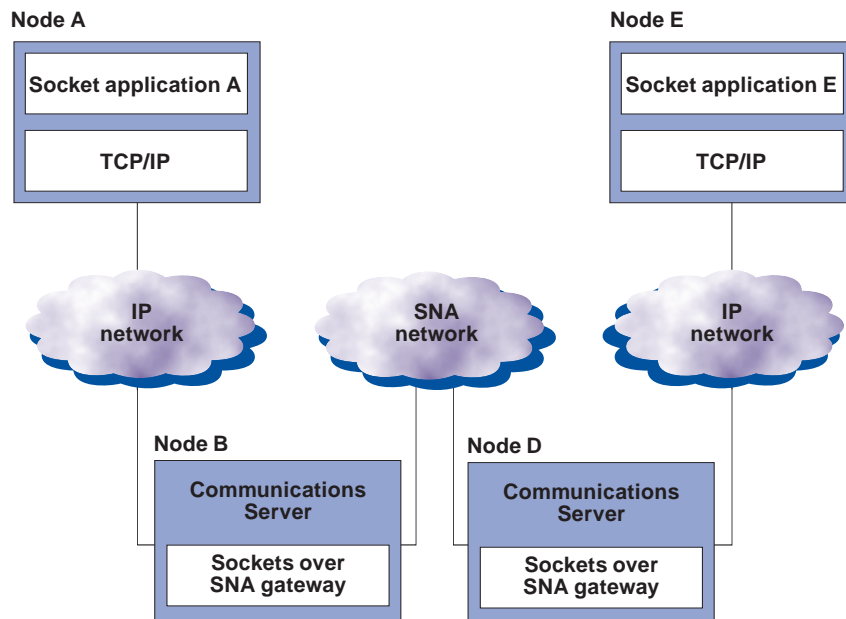 Node A
Socket application A
TCP/IP
Node E
Socket application E
TCP/IP
IP
network
SNA
network
IP
network
Node B
Communications
Server
Sockets over
SNA gateway
Node D
Communications
Server
Sockets over
SNA gateway